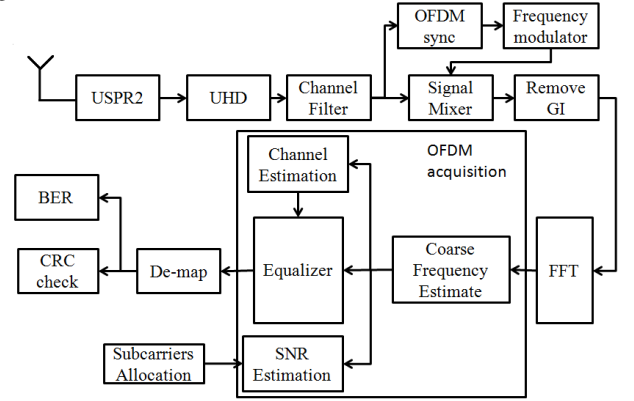 OFDM
sync
Frequency
modulator
USPR2
UHD
Channel
Filter
Signal
Mixer
Remove
GI
Channel
Estimation
OFDM
acquisition
BER
CRC
check
De-map
Equalizer
Coarse
Frequency
Estimate
FFT
Subcarriers
Allocation
SNR
Estimation